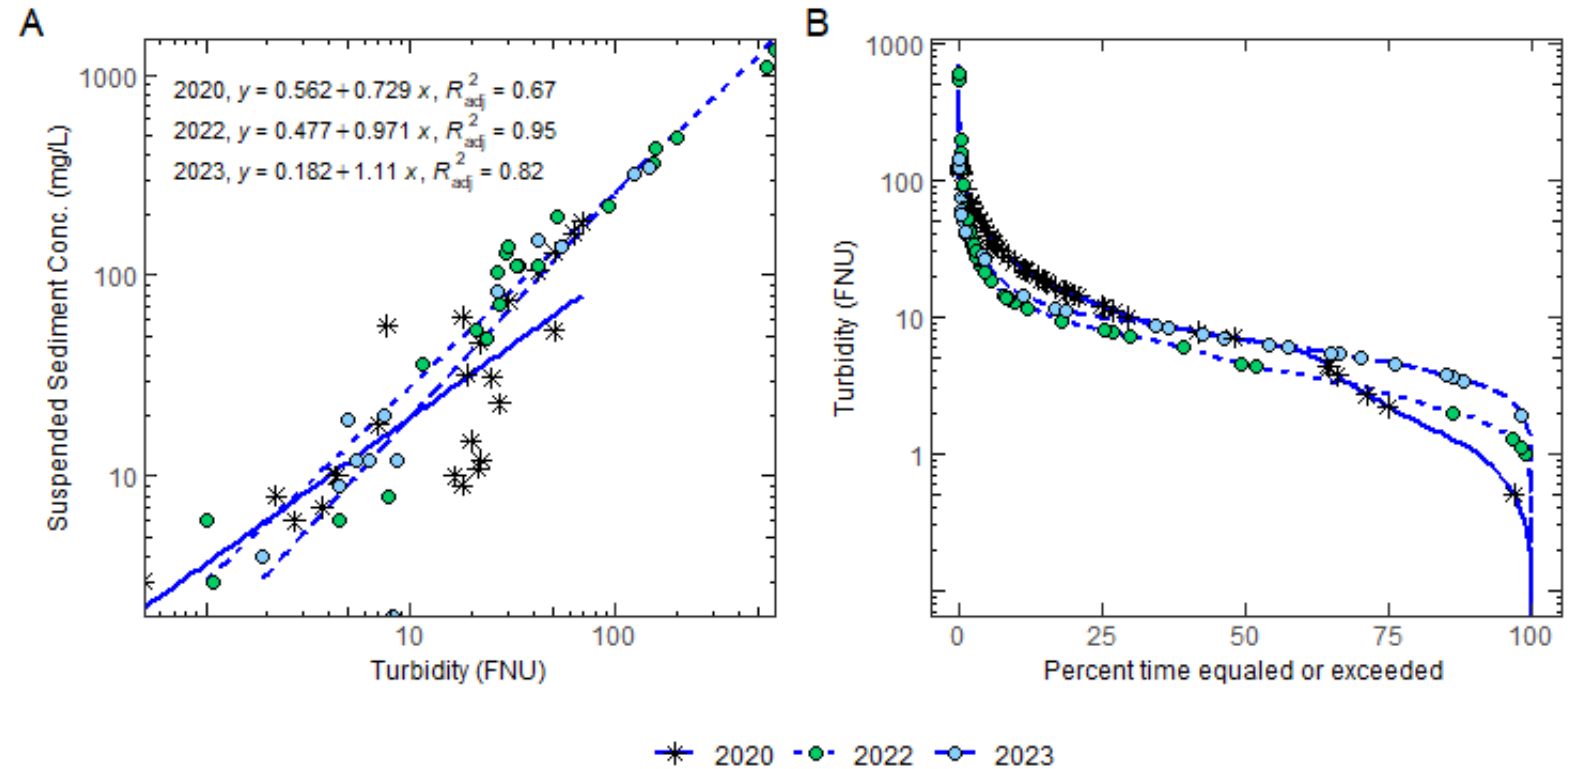 A
Suspended Sediment Conc. (mg/L)
1000
100
10
2020, y = 0.562 + 0.729 x, R²adj = 0.67
2022, y = 0.477 + 0.971 x, R²adj = 0.95
2023, y = 0.182 + 1.11 x, R²adj = 0.82
10 100
Turbidity (FNU)
B
Turbidity (FNU)
1000
100
10
1
0 25 50 75 100
Percent time equaled or exceeded
2020 2022 2023